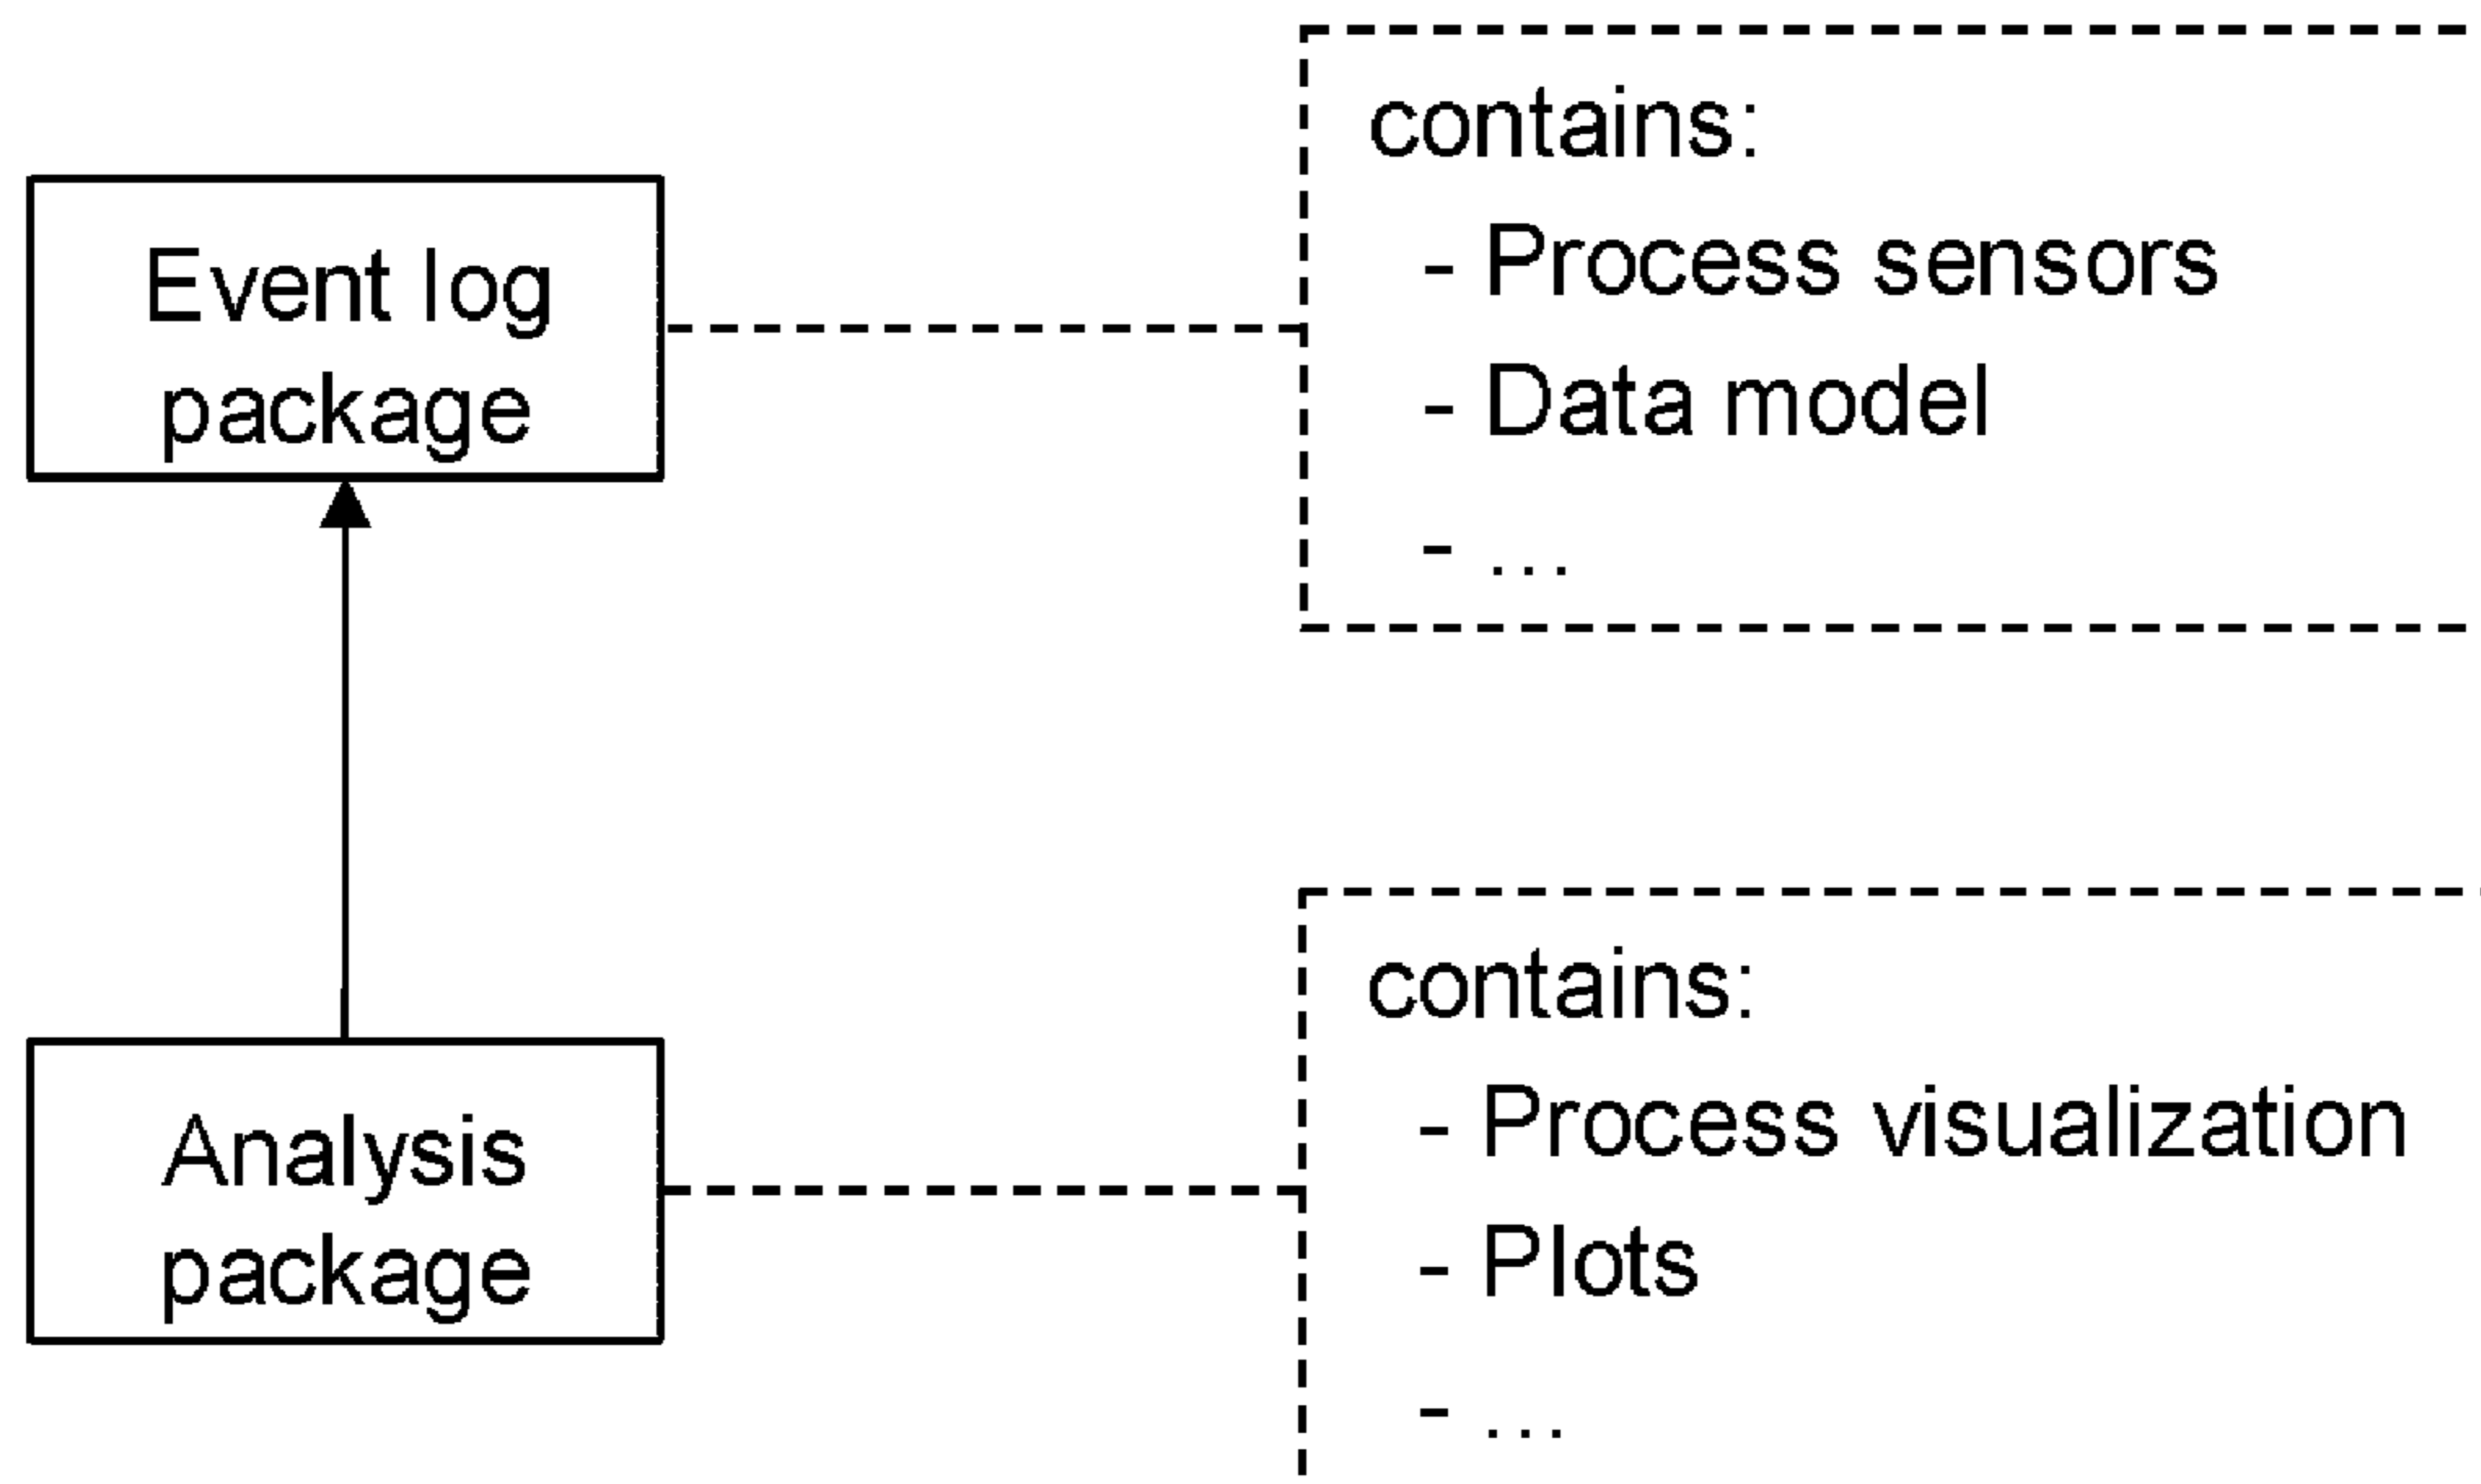 contains:
- Process sensors
- Data model
- ...
Event log
package
contains:
- Process visualization
- Plots
- ...
Analysis
package